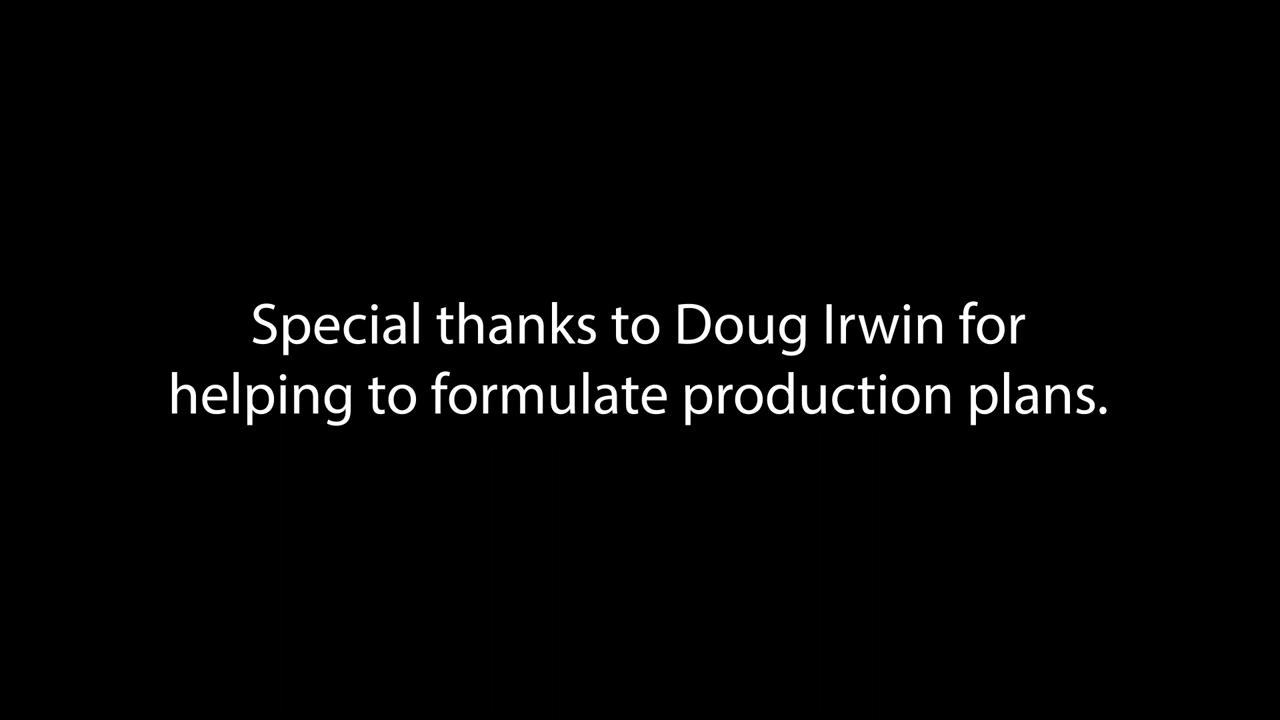 Special thanks to Doug Irwin for
helping to formulate production plans.